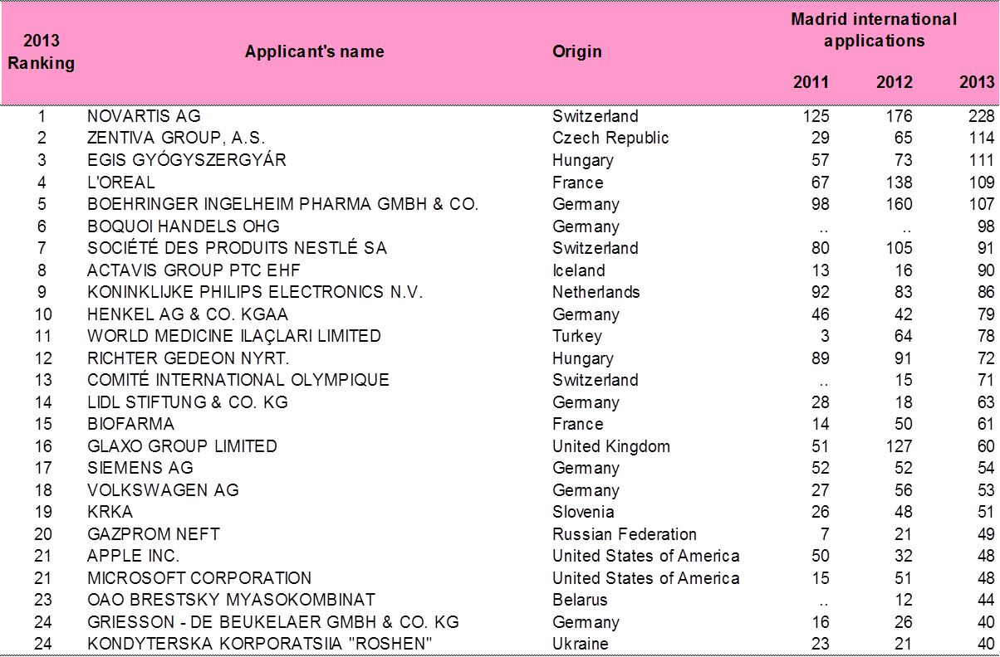 2013 Ranking Applicant's name Origin Madrid international applications
2011 2012 2013
1 NOVARTIS AG Switzerland 125 176 228
2 ZENTIVA GROUP, A.S. Czech Republic 29 65 114
3 EGIS GYÓGYSZERGYÁR Hungary 57 73 111
4 L'OREAL France 67 138 109
5 BOEHRINGER INGELHEIM PHARMA GMBH & CO. Germany 98 160 107
6 BOQUOI HANDELS OHG Germany .. .. 98
7 SOCIÉTÉ DES PRODUITS NESTLÉ SA Switzerland 80 105 91
8 ACTAVIS GROUP PTC EHF Iceland 13 16 90
9 KONINKLIJKE PHILIPS ELECTRONICS N.V. Netherlands 92 83 86
10 HENKEL AG & CO. KGAA Germany 46 42 79
11 WORLD MEDICINE ILAÇLARI LIMITED Turkey 3 64 78
12 RICHTER GEDEON NYRT. Hungary 89 91 72
13 COMITÉ INTERNATIONAL OLYMPIQUE Switzerland .. 15 71
14 LIDL STIFTUNG & CO. KG Germany 28 18 63
15 BIOFARMA France 14 50 61
16 GLAXO GROUP LIMITED United Kingdom 51 127 60
17 SIEMENS AG Germany 52 52 54
18 VOLKSWAGEN AG Germany 27 56 53
19 KRKA Slovenia 26 48 51
20 GAZPROM NEFT Russian Federation 7 21 49
21 APPLE INC. United States of America 50 32 48
21 MICROSOFT CORPORATION United States of America 15 51 48
23 OAO BRESTSKY MYASOKOMBINAT Belarus .. 12 44
24 GRIESSON - DE BEUKELAER GMBH & CO. KG Germany 16 26 40
24 KONDYTERSKA KORPORATSIIA "ROSHEN" Ukraine 23 21 40